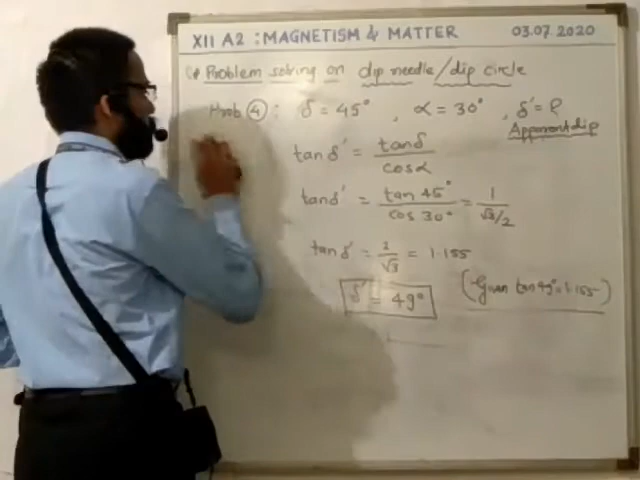 XII A2 : MAGNETISM & MATTER 03.07.2020
Problem solving on dip needle / dip circle
Prob 4 : δ = 45° , α = 30° , δ' = ?
Apparent dip
tan δ' = tan δ / cos α
tan δ' = tan 45° / cos 30° = 1 / √3/2
tan δ' = 2/√3 = 1.155
δ' = 49° (Given tan 49° = 1.155)